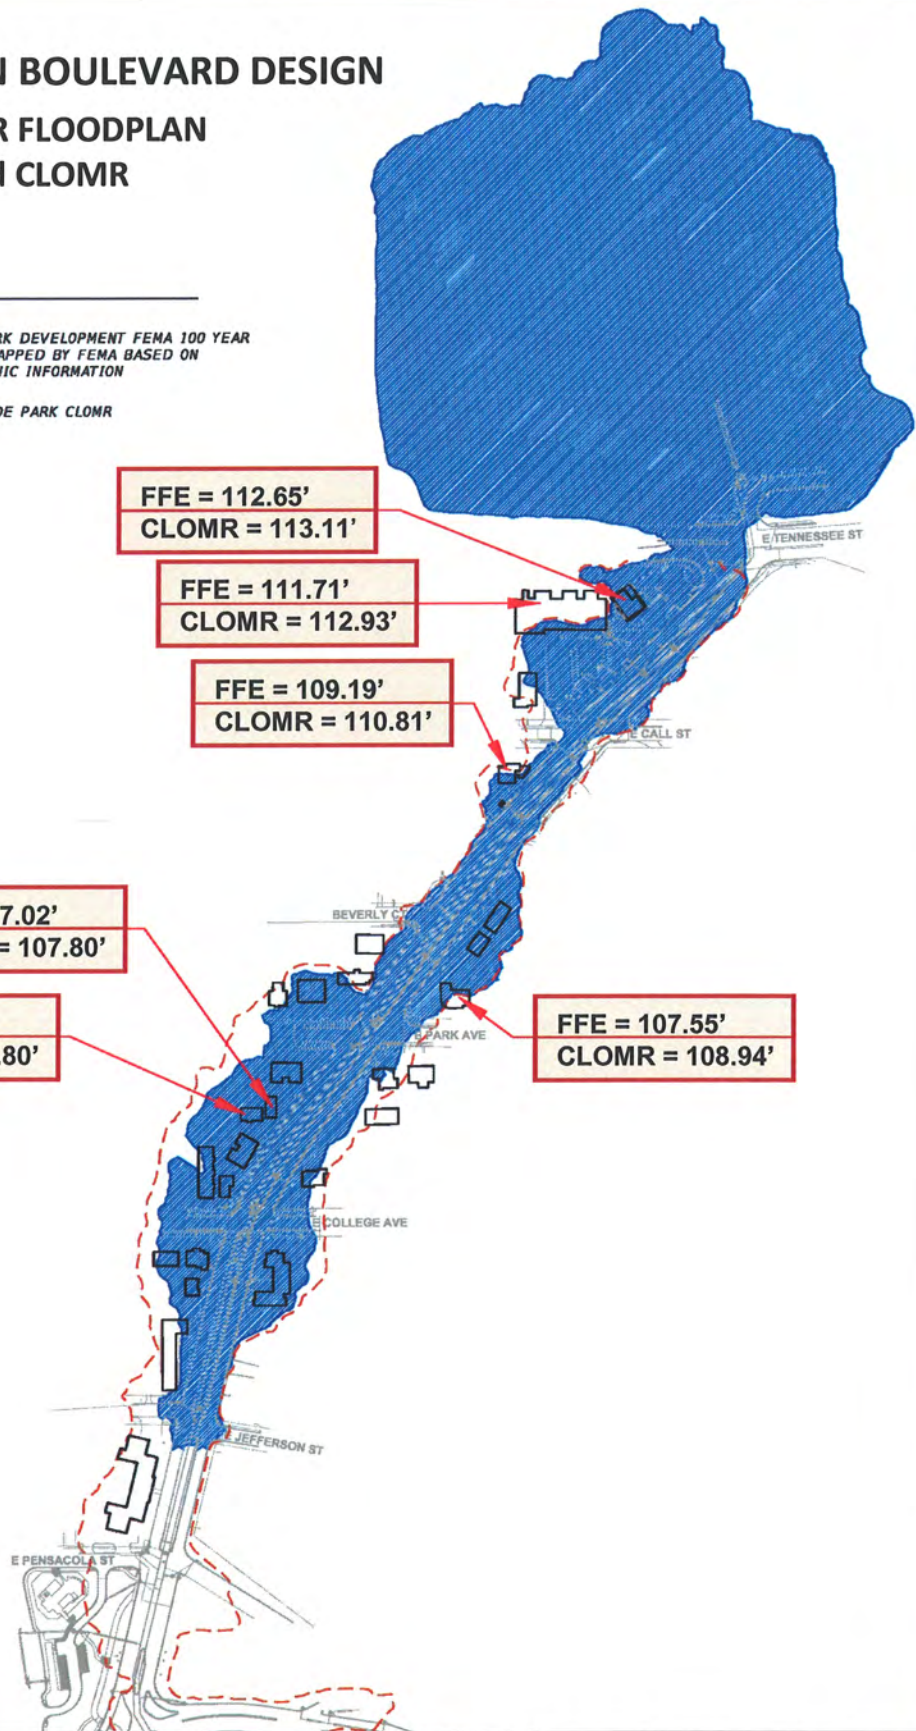 N BOULEVARD DESIGN
R FLOODPLAN
N CLOMR
RK DEVELOPMENT FEMA 100 YEAR
APPED BY FEMA BASED ON
HIC INFORMATION
DE PARK CLOMR
FFE = 112.65'
CLOMR = 113.11'
E TENNESSEE ST
FFE = 111.71'
CLOMR = 112.93'
FFE = 109.19'
CLOMR = 110.81'
E CALL ST
7.02'
= 107.80'
BEVERLY CT
.80'
FFE = 107.55'
CLOMR = 108.94'
E PARK AVE
COLLEGE AVE
E JEFFERSON ST
E PENSACOLA ST